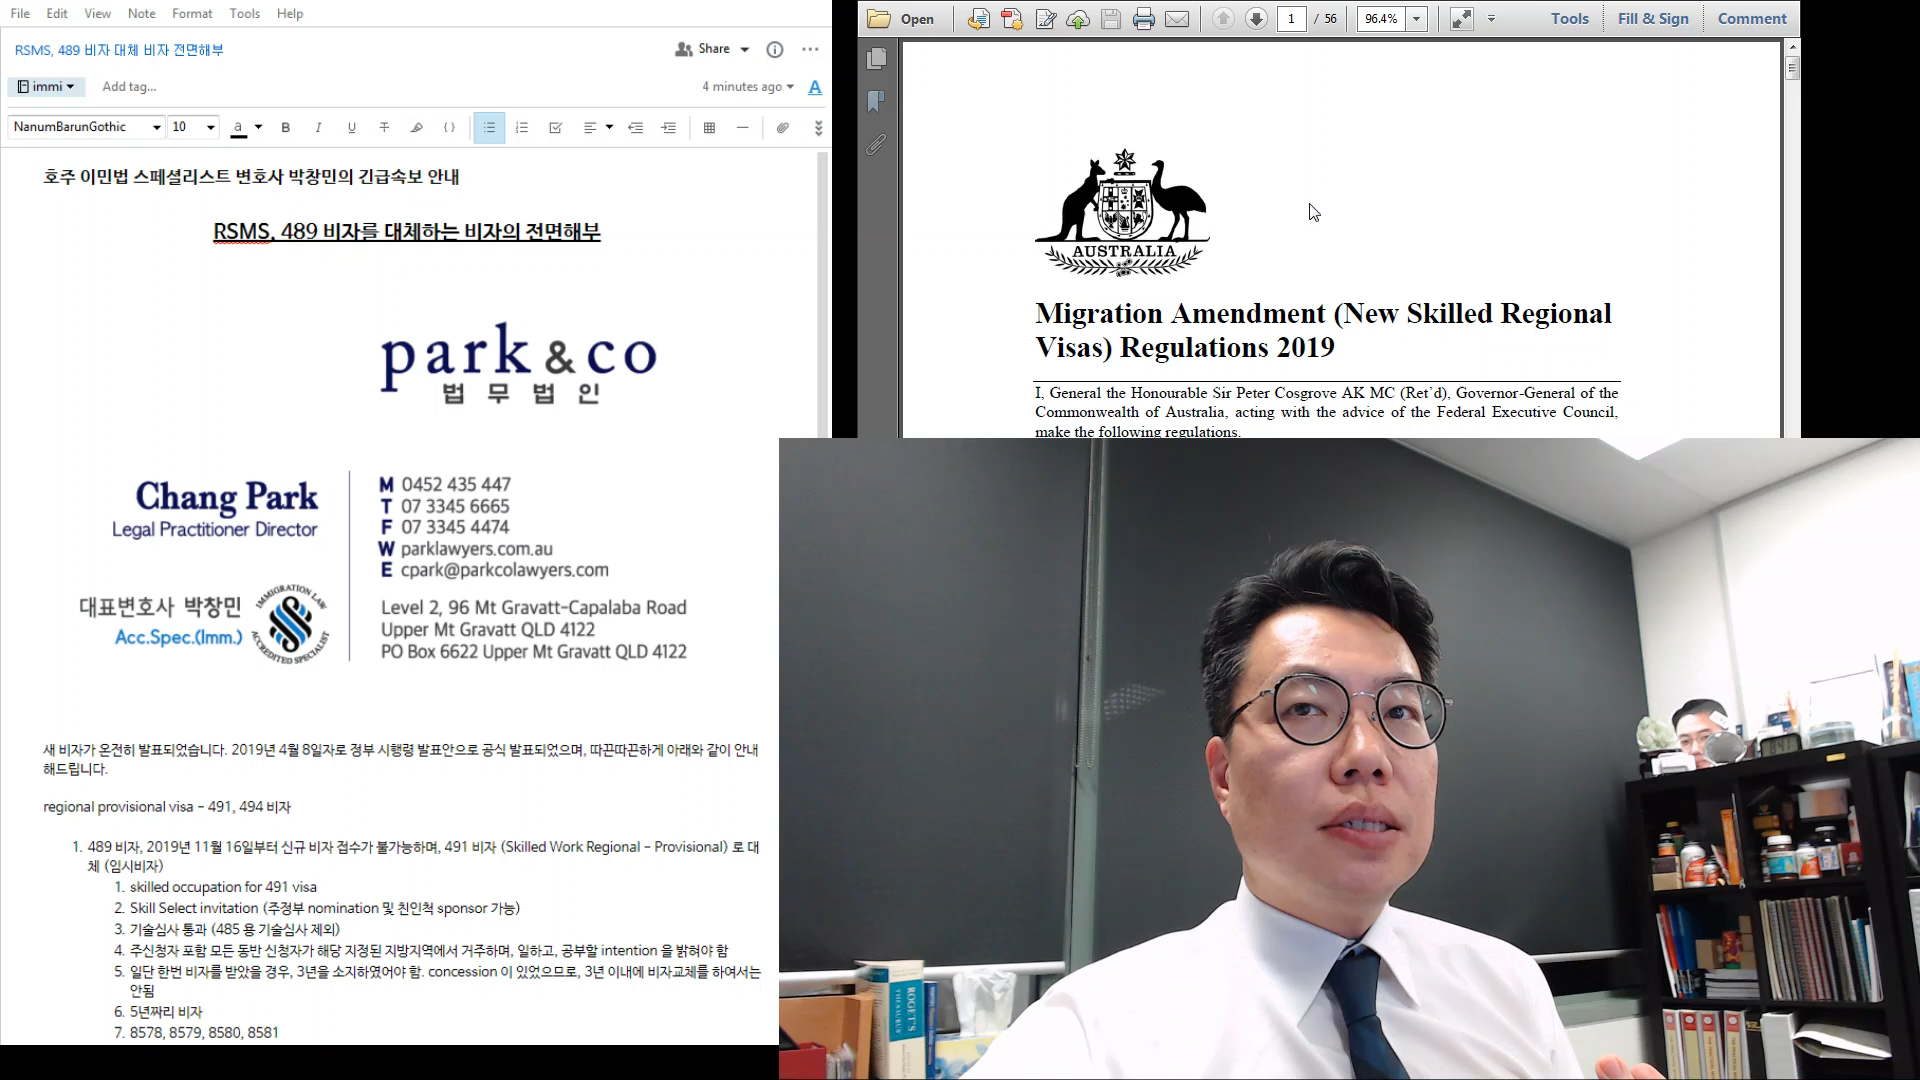 File Edit View Note Format Tools Help
RSMS, 489 비자 대체 비자 전면해부
Share
immi
Add tag...
4 minutes ago
NanumBarunGothic
10
호주 이민법 스페셜리스트 변호사 박창민의 긴급속보 안내
RSMS, 489 비자를 대체하는 비자의 전면해부
park & co
법무법인
Chang Park
Legal Practitioner Director
대표변호사 박창민
Acc.Spec.(Imm.)
IMMIGRATION LAW
ACCREDITED SPECIALIST
M 0452 435 447
T 07 3345 6665
F 07 3345 4474
W parklawyers.com.au
E cpark@parkcolawyers.com
Level 2, 96 Mt Gravatt-Capalaba Road
Upper Mt Gravatt QLD 4122
PO Box 6622 Upper Mt Gravatt QLD 4122
새 비자가 온전히 발표되었습니다. 2019년 4월 8일자로 정부 시행령 발표안으로 공식 발표되었으며, 따끈따끈하게 아래와 같이 안내
해드립니다.
regional provisional visa – 491, 494 비자
1. 489 비자, 2019년 11월 16일부터 신규 비자 접수가 불가능하며, 491 비자 (Skilled Work Regional – Provisional) 로 대
체 (임시비자)
1. skilled occupation for 491 visa
2. Skill Select invitation (주정부 nomination 및 친인척 sponsor 가능)
3. 기술심사 통과 (485 용 기술심사 제외)
4. 주신청자 포함 모든 동반 신청자가 해당 지정된 지방지역에서 거주하며, 일하고, 공부할 intention 을 밝혀야 함
5. 일단 한번 비자를 받았을 경우, 3년을 소지하였어야 함. concession 이 있었으므로, 3년 이내에 비자교체를 하여서는
안됨
6. 5년짜리 비자
7. 8578, 8579, 8580, 8581
Open
1 / 56
96.4%
Tools
Fill & Sign
Comment
AUSTRALIA
Migration Amendment (New Skilled Regional
Visas) Regulations 2019
I, General the Honourable Sir Peter Cosgrove AK MC (Ret’d), Governor-General of the
Commonwealth of Australia, acting with the advice of the Federal Executive Council,
make the following regulations.
ROGET'S
THESAURUS